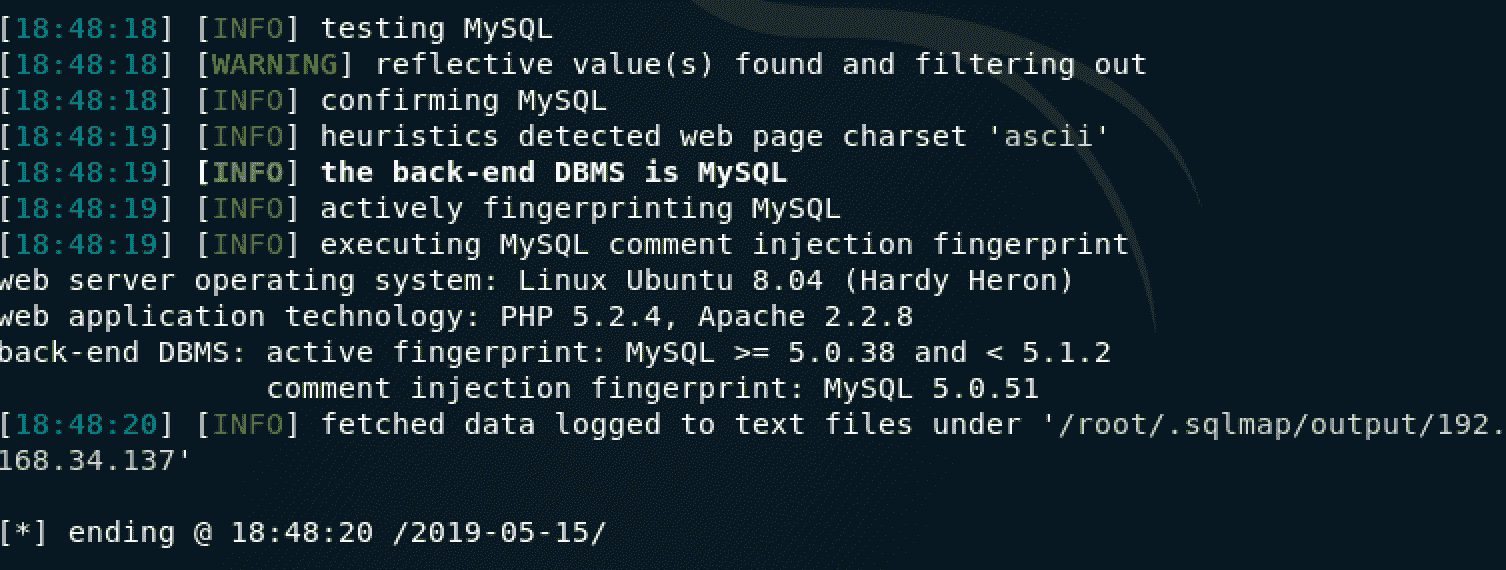 [18:48:18] [INFO] testing MySQL
[18:48:18] [WARNING] reflective value(s) found and filtering out
[18:48:18] [INFO] confirming MySQL
[18:48:19] [INFO] heuristics detected web page charset 'ascii'
[18:48:19] [INFO] the back-end DBMS is MySQL
[18:48:19] [INFO] actively fingerprinting MySQL
[18:48:19] [INFO] executing MySQL comment injection fingerprint
web server operating system: Linux Ubuntu 8.04 (Hardy Heron)
web application technology: PHP 5.2.4, Apache 2.2.8
back-end DBMS: active fingerprint: MySQL >= 5.0.38 and < 5.1.2
comment injection fingerprint: MySQL 5.0.51
[18:48:20] [INFO] fetched data logged to text files under '/root/.sqlmap/output/192.
168.34.137'
[*] ending @ 18:48:20 /2019-05-15/